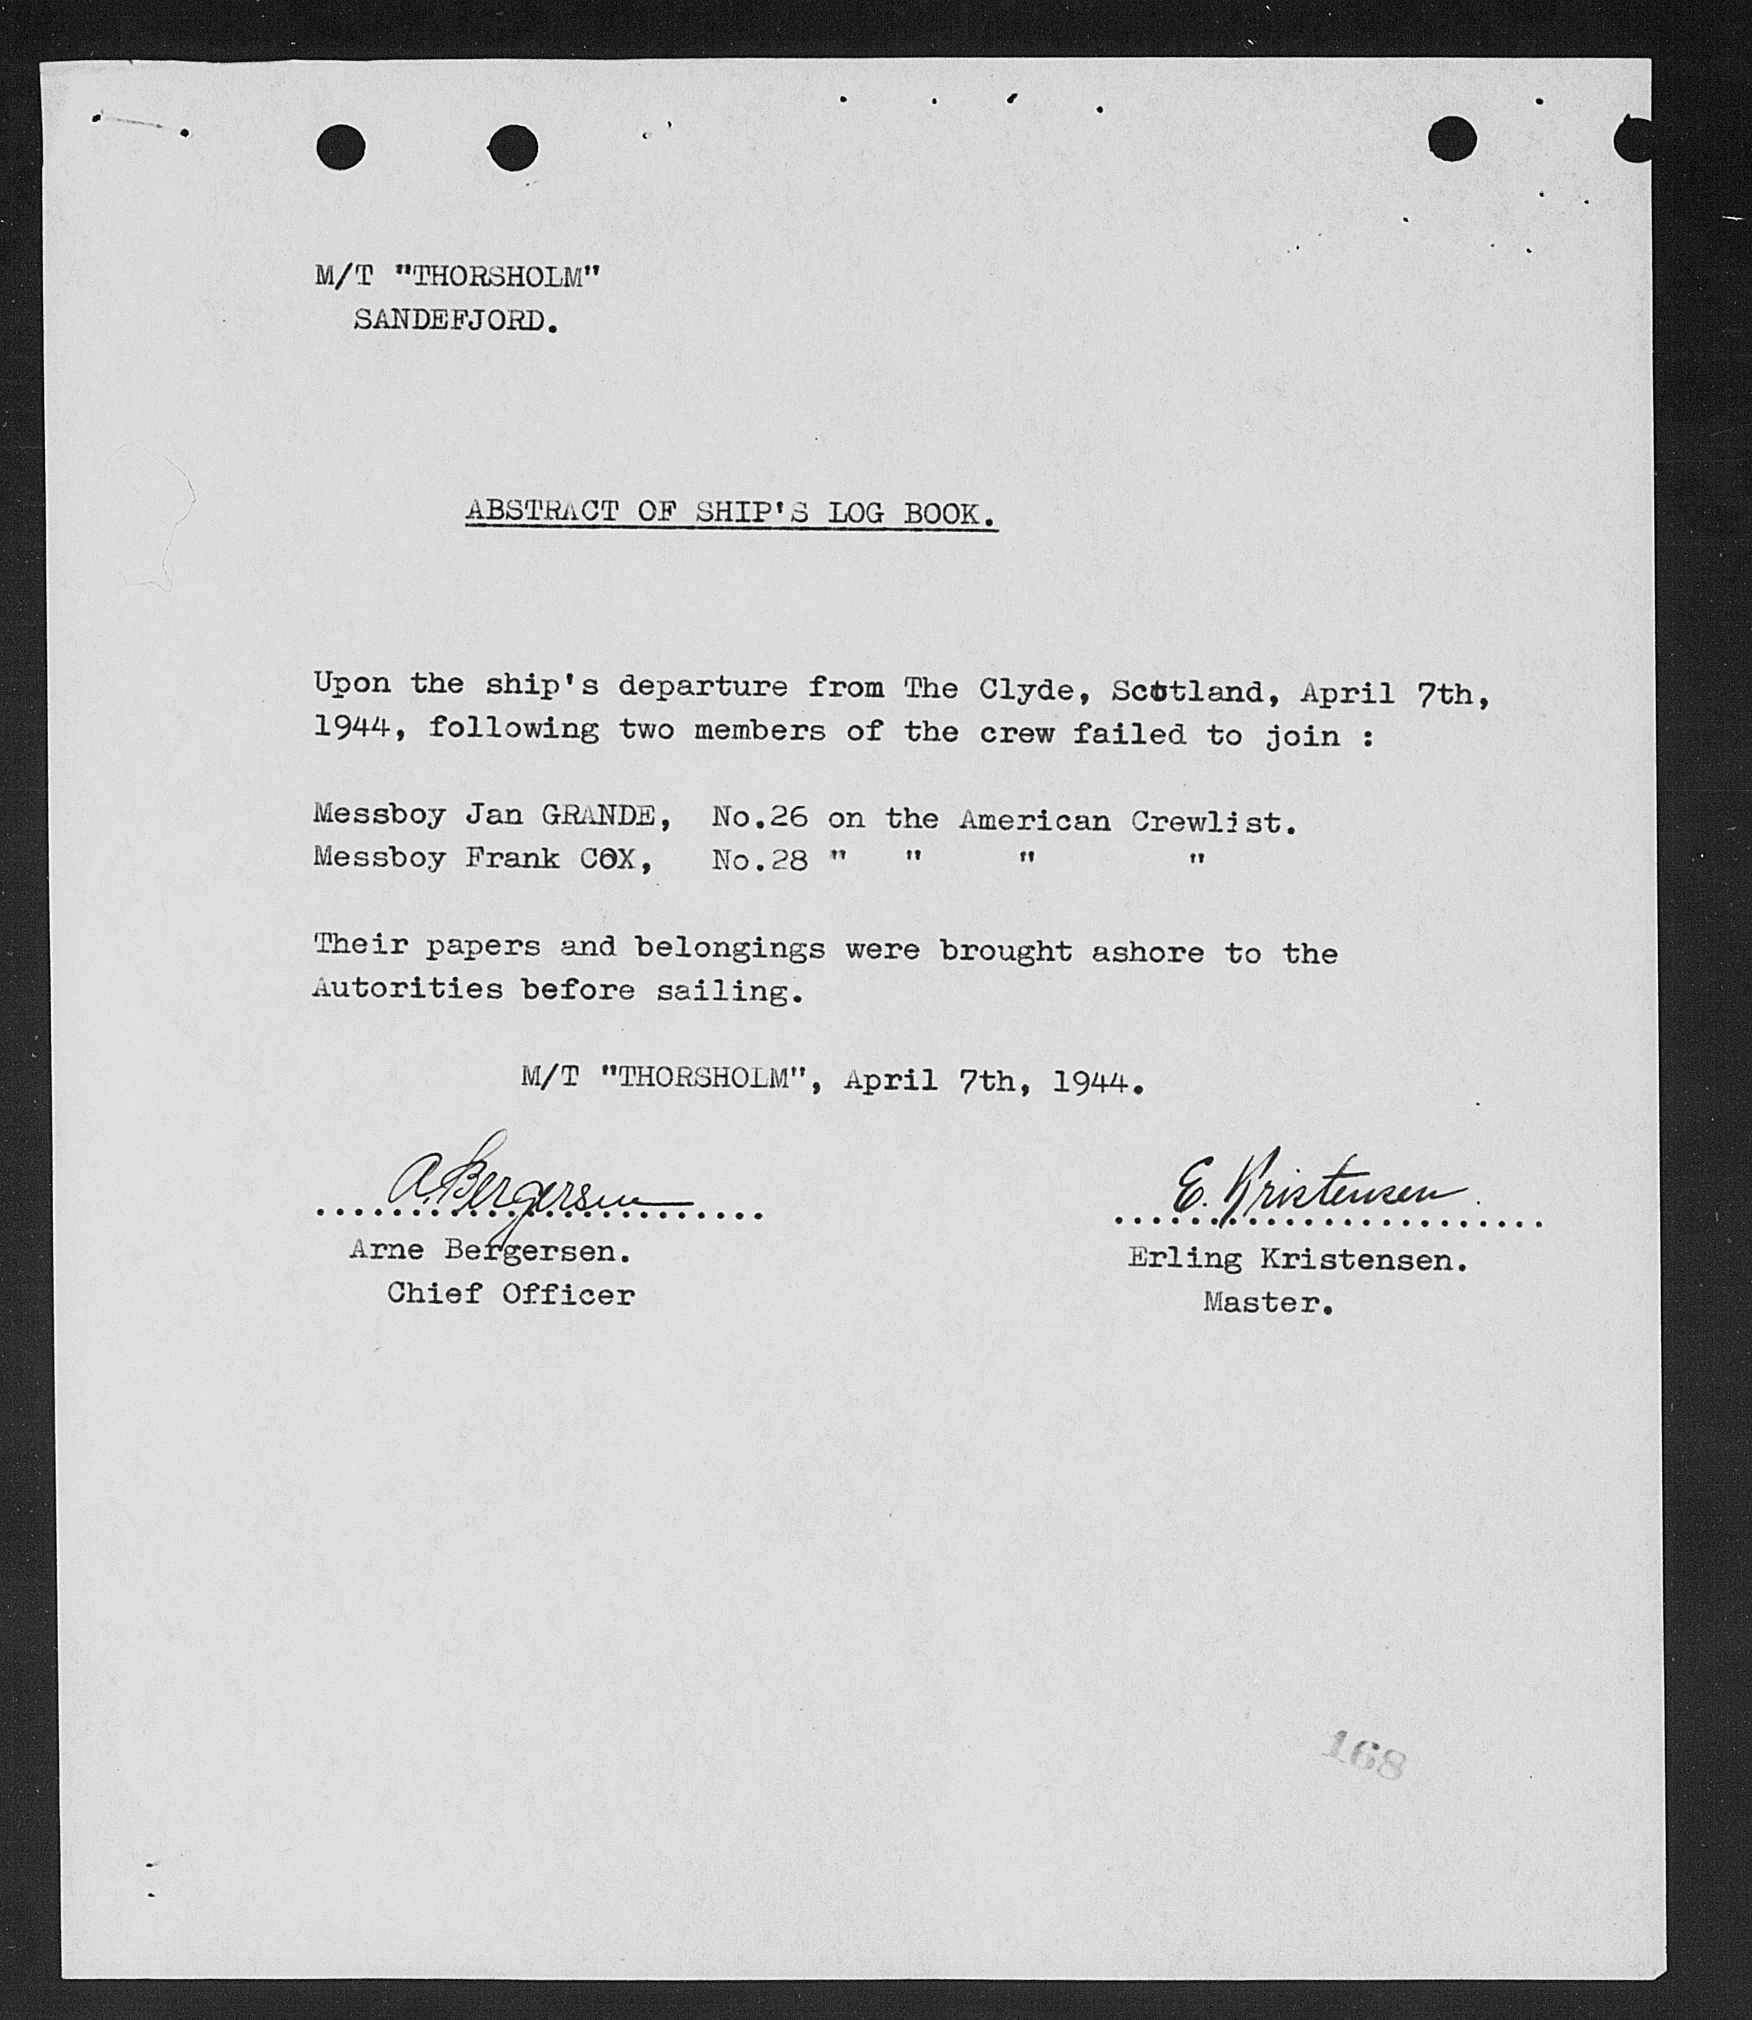 M/T "THORSHOLM"
SANDEFJORD.
ABSTRACT OF SHIP'S LOG BOOK.
Upon the ship's departure from The Clyde, Scotland, April 7th,
1944, following two members of the crew failed to join :
Messboy Jan GRANDE, No.26 on the American Crewlist.
Messboy Frank COX, No.28 " " " "
Their papers and belongings were brought ashore to the
Autorities before sailing.
M/T "THORSHOLM", April 7th, 1944.
A. Bergersen E. Kristensen
Arne Bergersen. Erling Kristensen.
Chief Officer Master.
168